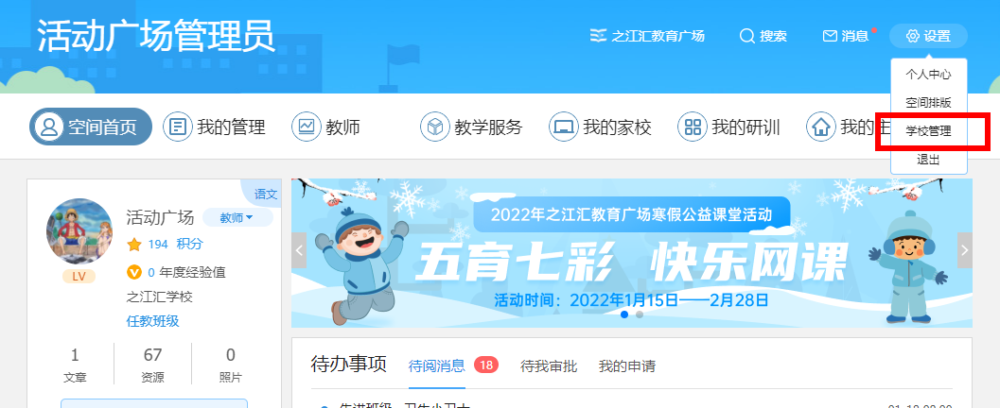 活动广场管理员
之江汇教育广场 搜索 消息 设置
个人中心
空间排版
学校管理
退出
空间首页 我的管理 教师 教学服务 我的家校 我的研训 我的
语文
活动广场 教师
194 积分
LV
0 年度经验值
之江汇学校
任教班级
1 67 0
文章 资源 照片
2022年之江汇教育广场寒假公益课堂活动
五育七彩 快乐网课
活动时间：2022年1月15日——2月28日
待办事项 待阅消息 18 待我审批 我的申请